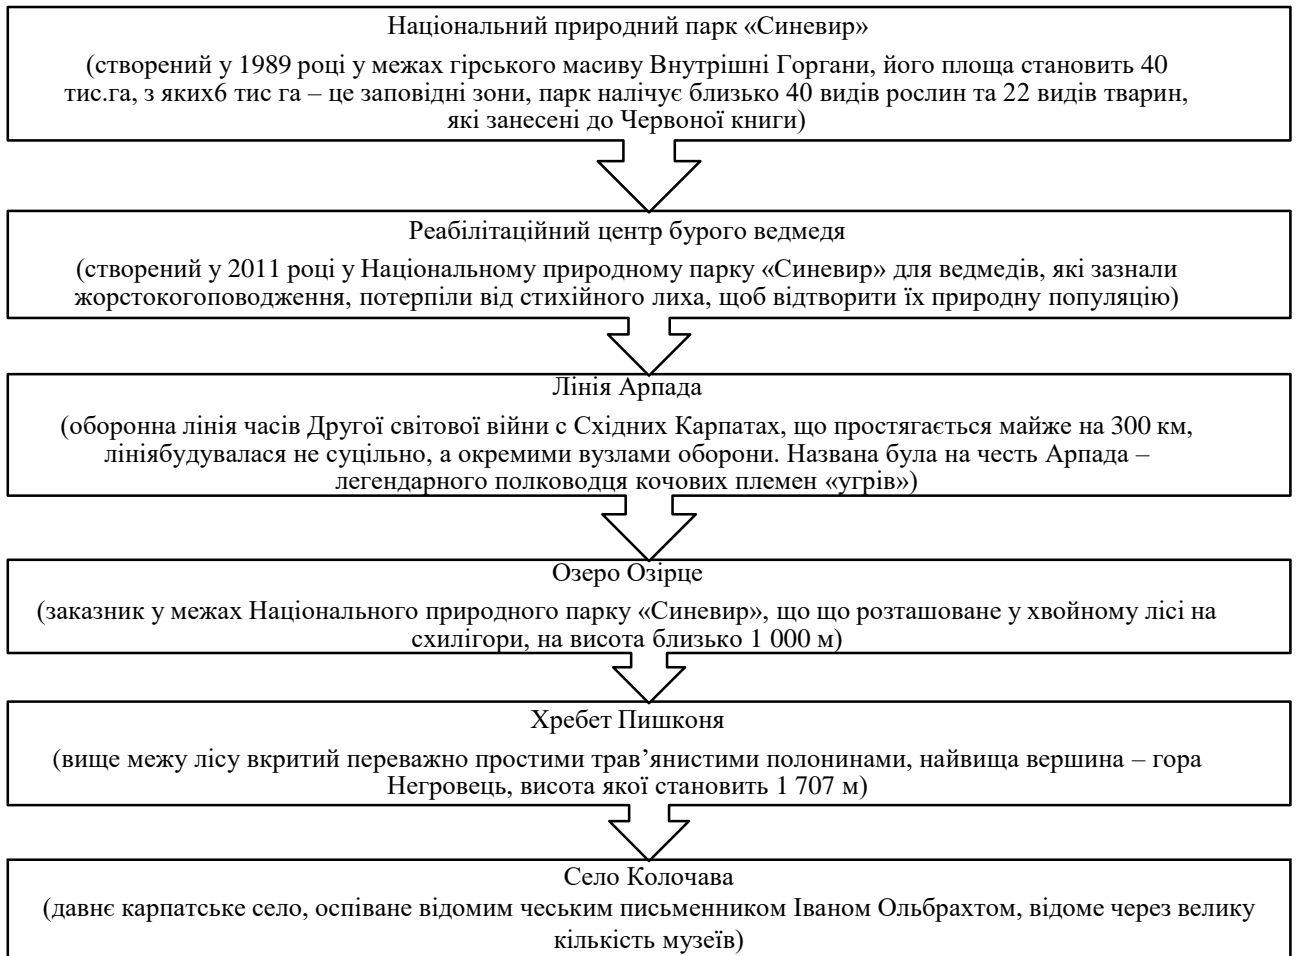 Національний природний парк «Синевир»
(створений у 1989 році у межах гірського масиву Внутрішні Горгани, його площа становить 40
тис.га, з яких6 тис га – це заповідні зони, парк налічує близько 40 видів рослин та 22 видів тварин,
які занесені до Червоної книги)
Реабілітаційний центр бурого ведмедя
(створений у 2011 році у Національному природному парку «Синевир» для ведмедів, які зазнали
жорстокогоповодження, потерпіли від стихійного лиха, щоб відтворити їх природну популяцію)
Лінія Арпада
(оборонна лінія часів Другої світової війни с Східних Карпатах, що простягається майже на 300 км,
лініябудувалася не суцільно, а окремими вузлами оборони. Названа була на честь Арпада –
легендарного полководця кочових племен «угрів»)
Озеро Озірце
(заказник у межах Національного природного парку «Синевир», що що розташоване у хвойному лісі на
схилігори, на висота близько 1 000 м)
Хребет Пишконя
(вище межу лісу вкритий переважно простими трав’янистими полонинами, найвища вершина – гора
Негровець, висота якої становить 1 707 м)
Село Колочава
(давнє карпатське село, оспіване відомим чеським письменником Іваном Ольбрахтом, відоме через велику
кількість музеїв)